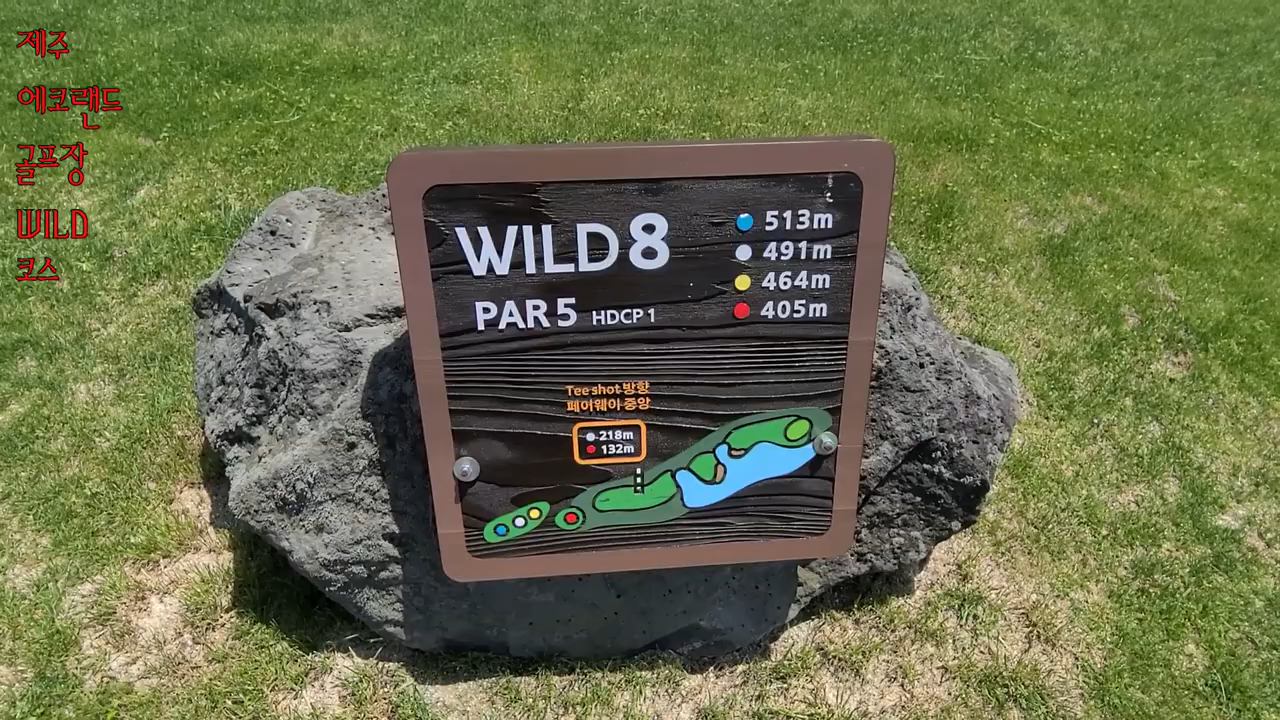 제주
에코랜드
골프장
WILD
코스
WILD 8
PAR 5 HDCP 1
513m
491m
464m
405m
Tee shot 방향
페어웨이 중앙
218m
132m